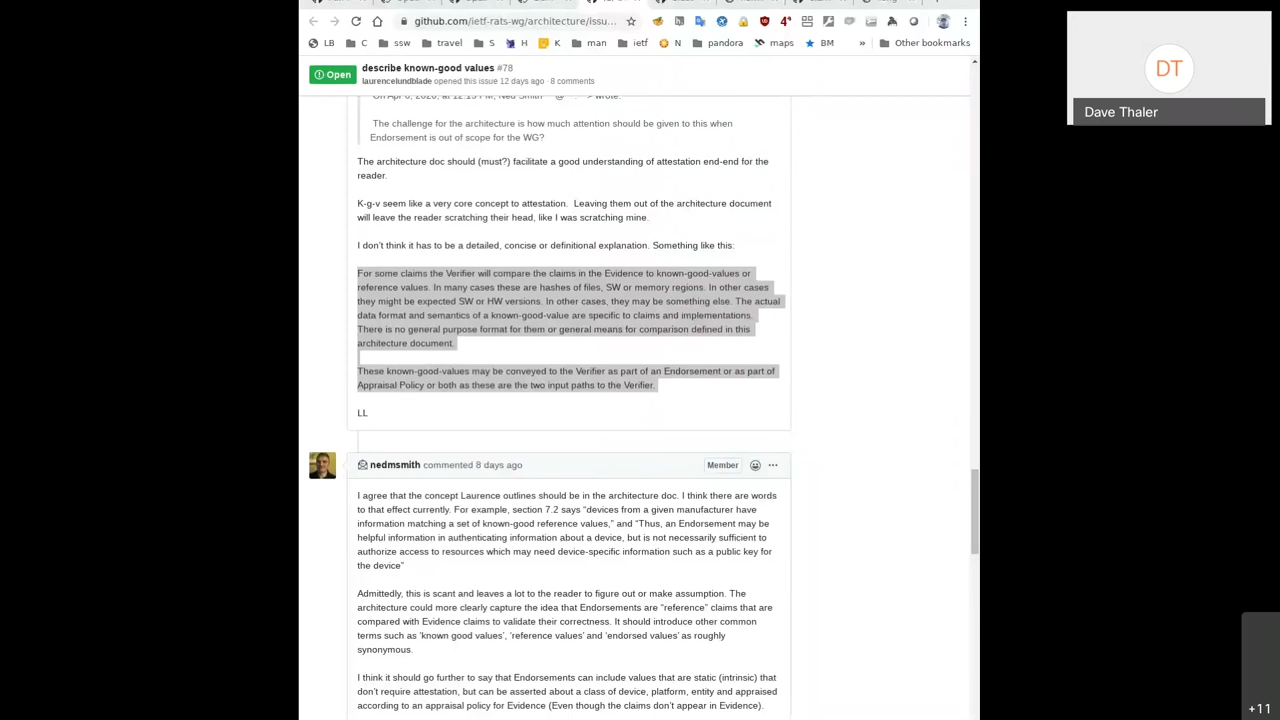 github.com/ietf-rats-wg/architecture/issu...
LB
C
ssw
travel
S
H
K
man
ietf
N
pandora
maps
BM
»
Other bookmarks
Open
describe known-good values #78
laurencelundblade opened this issue 12 days ago · 8 comments
The challenge for the architecture is how much attention should be given to this when
Endorsement is out of scope for the WG?
The architecture doc should (must?) facilitate a good understanding of attestation end-end for the
reader.
K-g-v seem like a very core concept to attestation. Leaving them out of the architecture document
will leave the reader scratching their head, like I was scratching mine.
I don't think it has to be a detailed, concise or definitional explanation. Something like this:
For some claims the Verifier will compare the claims in the Evidence to known-good-values or
reference values. In many cases these are hashes of files, SW or memory regions. In other cases
they might be expected SW or HW versions. In other cases, they may be something else. The actual
data format and semantics of a known-good-value are specific to claims and implementations.
There is no general purpose format for them or general means for comparison defined in this
architecture document.
These known-good-values may be conveyed to the Verifier as part of an Endorsement or as part of
Appraisal Policy or both as these are the two input paths to the Verifier.
LL
nedmsmith commented 8 days ago
Member
I agree that the concept Laurence outlines should be in the architecture doc. I think there are words
to that effect currently. For example, section 7.2 says “devices from a given manufacturer have
information matching a set of known-good reference values,” and “Thus, an Endorsement may be
helpful information in authenticating information about a device, but is not necessarily sufficient to
authorize access to resources which may need device-specific information such as a public key for
the device”
Admittedly, this is scant and leaves a lot to the reader to figure out or make assumption. The
architecture could more clearly capture the idea that Endorsements are “reference” claims that are
compared with Evidence claims to validate their correctness. It should introduce other common
terms such as ‘known good values’, ‘reference values’ and ‘endorsed values’ as roughly
synonymous.
I think it should go further to say that Endorsements can include values that are static (intrinsic) that
don’t require attestation, but can be asserted about a class of device, platform, entity and appraised
according to an appraisal policy for Evidence (Even though the claims don’t appear in Evidence).
DT
Dave Thaler
+11